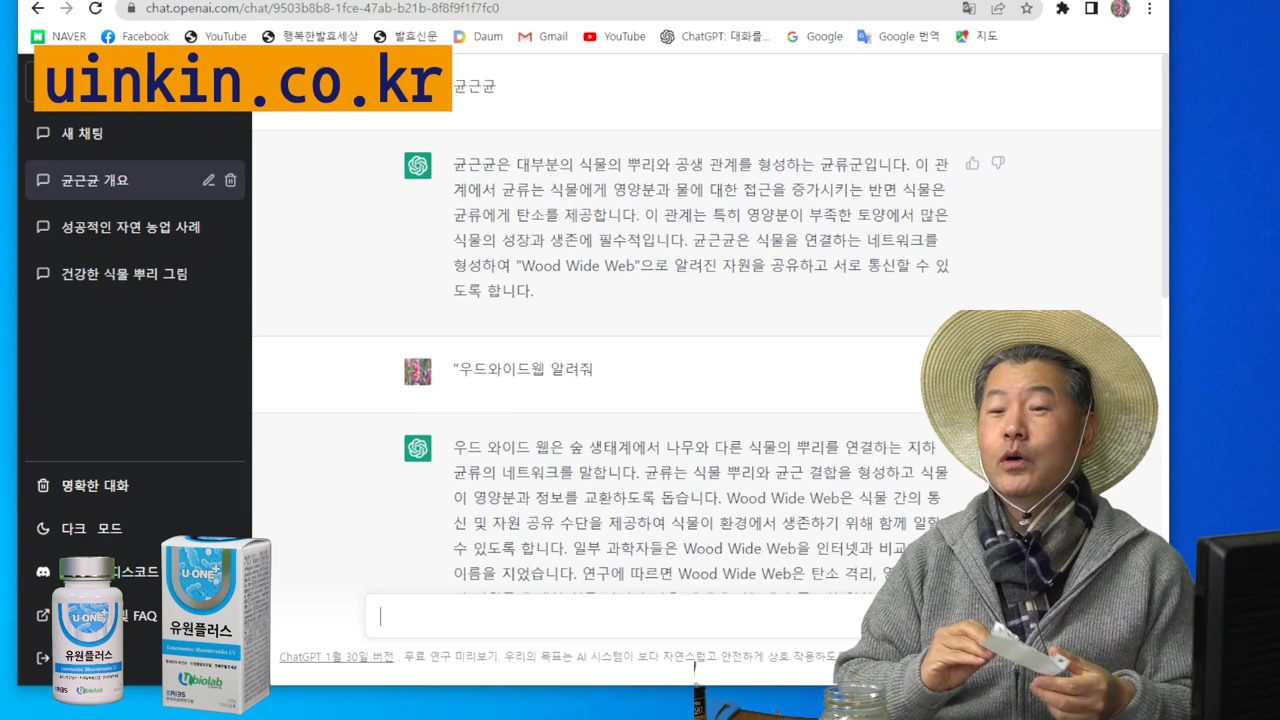 chat.openai.com/chat/9503b8b8-1fce-47ab-b21b-8f8f9f1f7fc0
NAVER Facebook YouTube 행복한발효세상 발효신문 Daum Gmail YouTube ChatGPT: 대화를... Google Google 번역 지도
uinkin.co.kr
균근균
새 채팅
균근균 개요
성공적인 자연 농업 사례
건강한 식물 뿌리 그림
균근균은 대부분의 식물의 뿌리와 공생 관계를 형성하는 균류군입니다. 이 관
계에서 균류는 식물에게 영양분과 물에 대한 접근을 증가시키는 반면 식물은
균류에게 탄소를 제공합니다. 이 관계는 특히 영양분이 부족한 토양에서 많은
식물의 성장과 생존에 필수적입니다. 균근균은 식물을 연결하는 네트워크를
형성하여 "Wood Wide Web"으로 알려진 자원을 공유하고 서로 통신할 수 있
도록 합니다.
"우드와이드웹 알려줘
우드 와이드 웹은 숲 생태계에서 나무와 다른 식물의 뿌리를 연결하는 지하
균류의 네트워크를 말합니다. 균류는 식물 뿌리와 균근 결합을 형성하고 식물
이 영양분과 정보를 교환하도록 돕습니다. Wood Wide Web은 식물 간의 통
신 및 자원 공유 수단을 제공하여 식물이 환경에서 생존하기 위해 함께 일할
수 있도록 합니다. 일부 과학자들은 Wood Wide Web을 인터넷과 비교
이름을 지었습니다. 연구에 따르면 Wood Wide Web은 탄소 격리,
명확한 대화
다크 모드
디스코드
및 FAQ
ChatGPT 1월 30일 버전 . 무료 연구 미리보기. 우리의 목표는 AI 시스템이 보다 자연스럽고 안전하게 상호 작용하도
U·ONE+
유원플러스
Leuconostoc Mesenteroides U1
RIBS Ubiolab
U·ONE+
유원플러스
Leuconostoc Mesenteroides U1
RIBS
Ubiolab